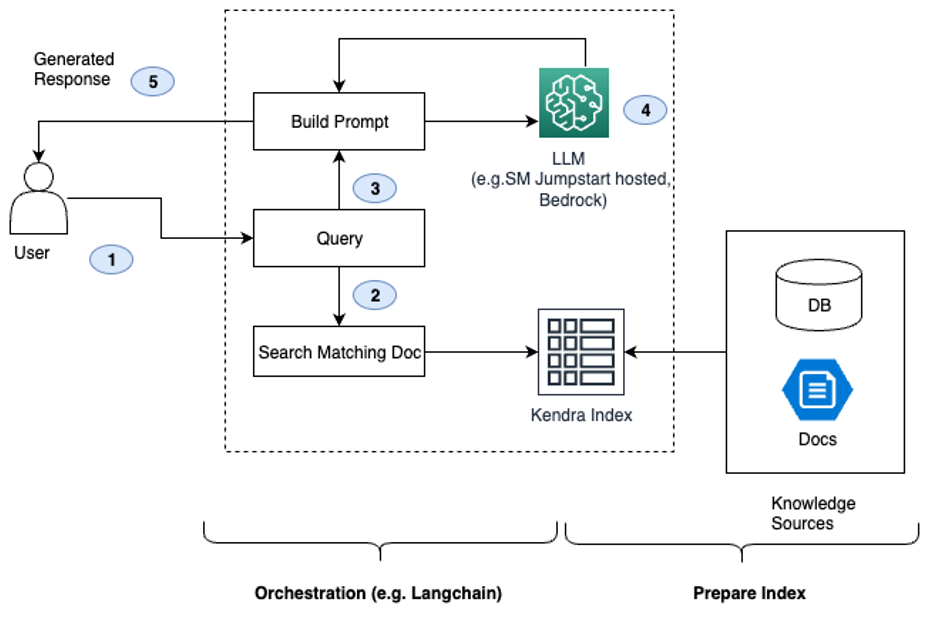 Generated
Response
5
Build Prompt
4
LLM
(e.g.SM Jumpstart hosted,
Bedrock)
3
User
1
Query
2
DB
Search Matching Doc
Kendra Index
Docs
Knowledge
Sources
Orchestration (e.g. Langchain)
Prepare Index